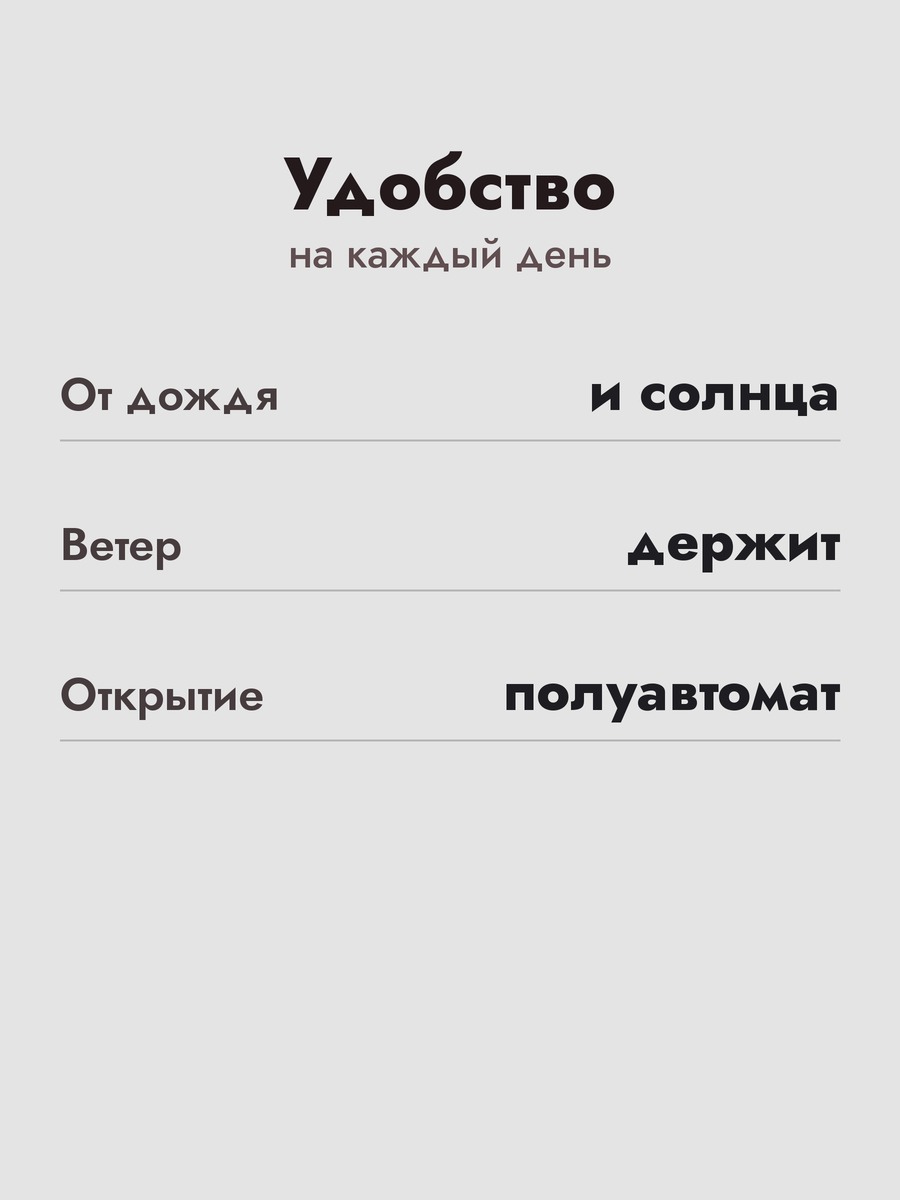 Удобство
на каждый день
От дождя и солнца
Ветер держит
Открытие полуавтомат